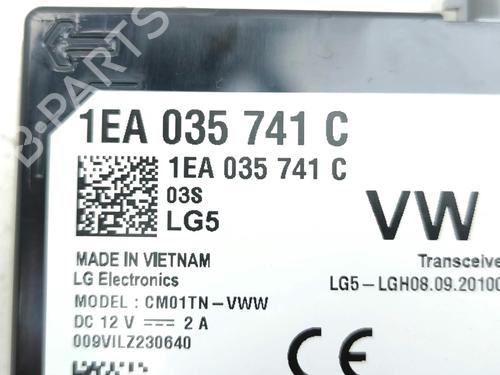 1EA 035 741 C
1EA 035 741 C
03S
LG5
VW
MADE IN VIETNAM
LG Electronics
MODEL : CM01TN-VWW
DC 12 V ⎓ 2 A
009VILZ230640
Transceive
LG5-LGH08.09.20100
CE
B-PARTS